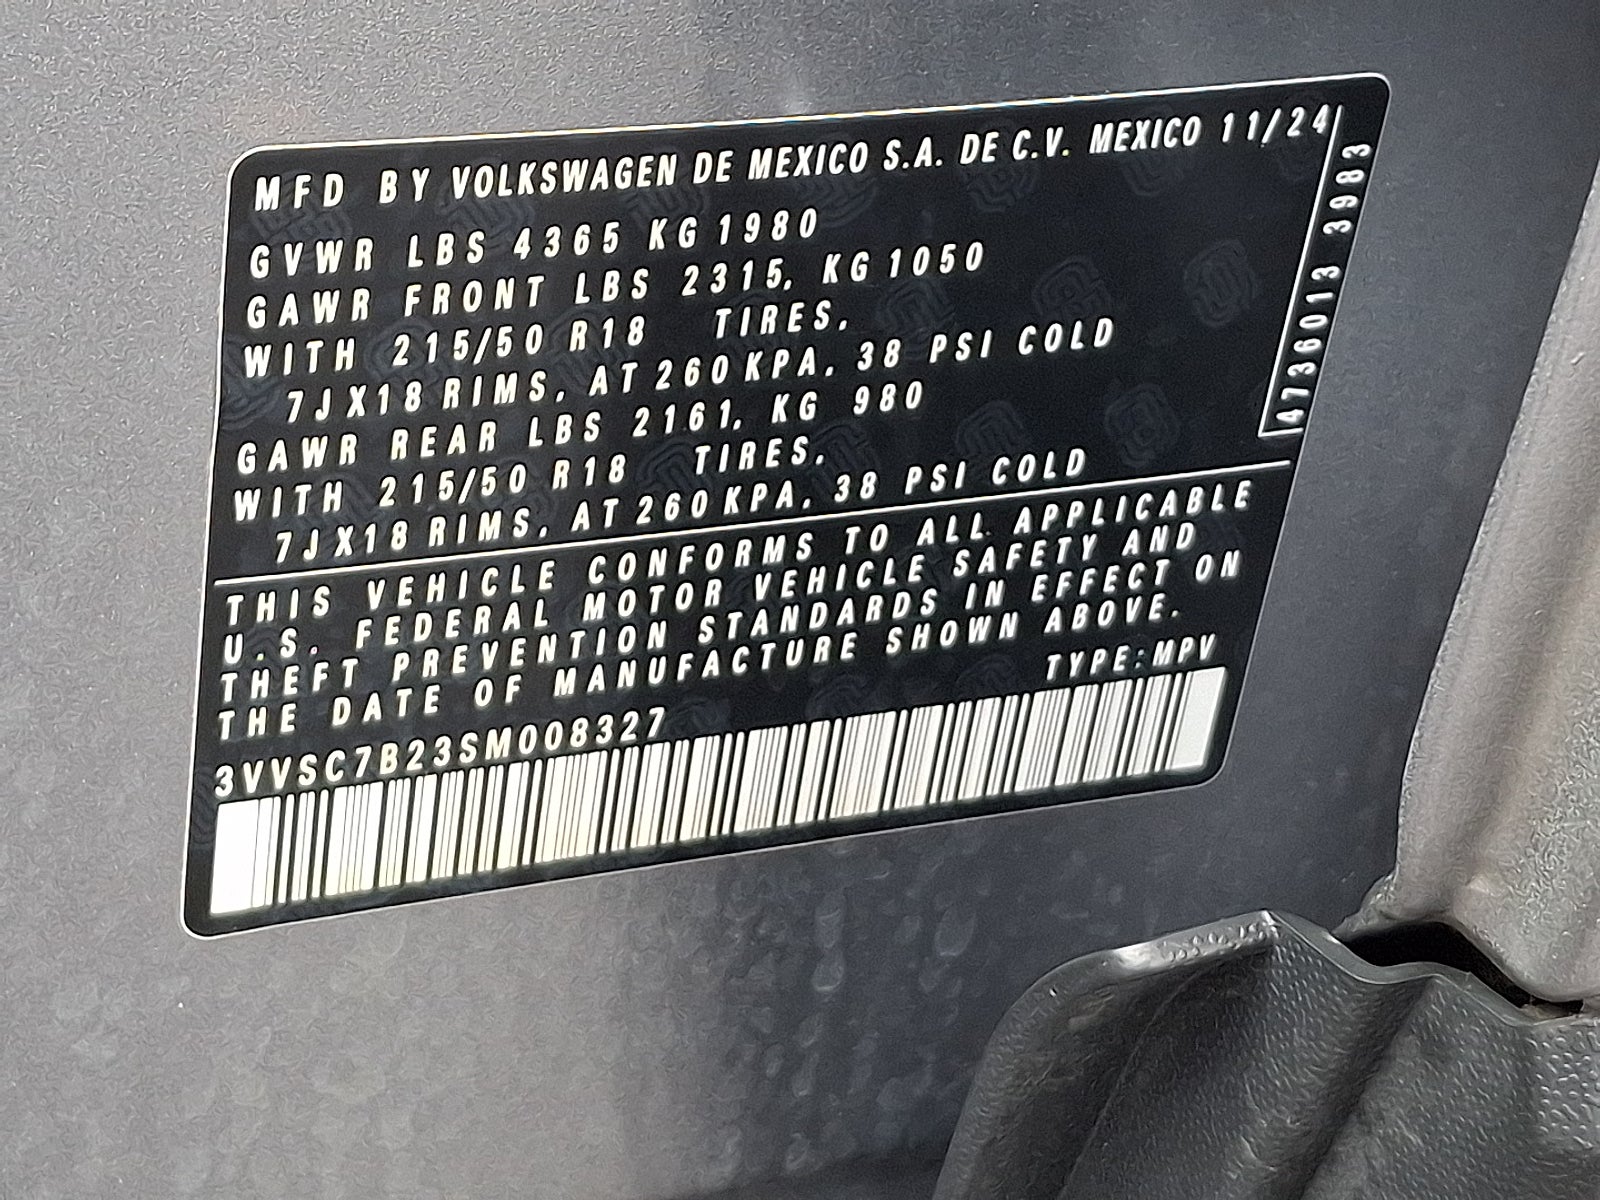 MFD BY VOLKSWAGEN DE MEXICO S.A. DE C.V. MEXICO 11/24
GVWR LBS 4365 KG 1980
GAWR FRONT LBS 2315, KG 1050
WITH 215/50 R18 TIRES,
7JX18 RIMS, AT 260 KPA, 38 PSI COLD
GAWR REAR LBS 2161, KG 980
WITH 215/50 R18 TIRES,
7JX18 RIMS, AT 260 KPA, 38 PSI COLD
4736013 3983
THIS VEHICLE CONFORMS TO ALL APPLICABLE
U.S. FEDERAL MOTOR VEHICLE SAFETY AND
THEFT PREVENTION STANDARDS IN EFFECT ON
THE DATE OF MANUFACTURE SHOWN ABOVE.
TYPE:MPV
3VVSC7B23SM008327